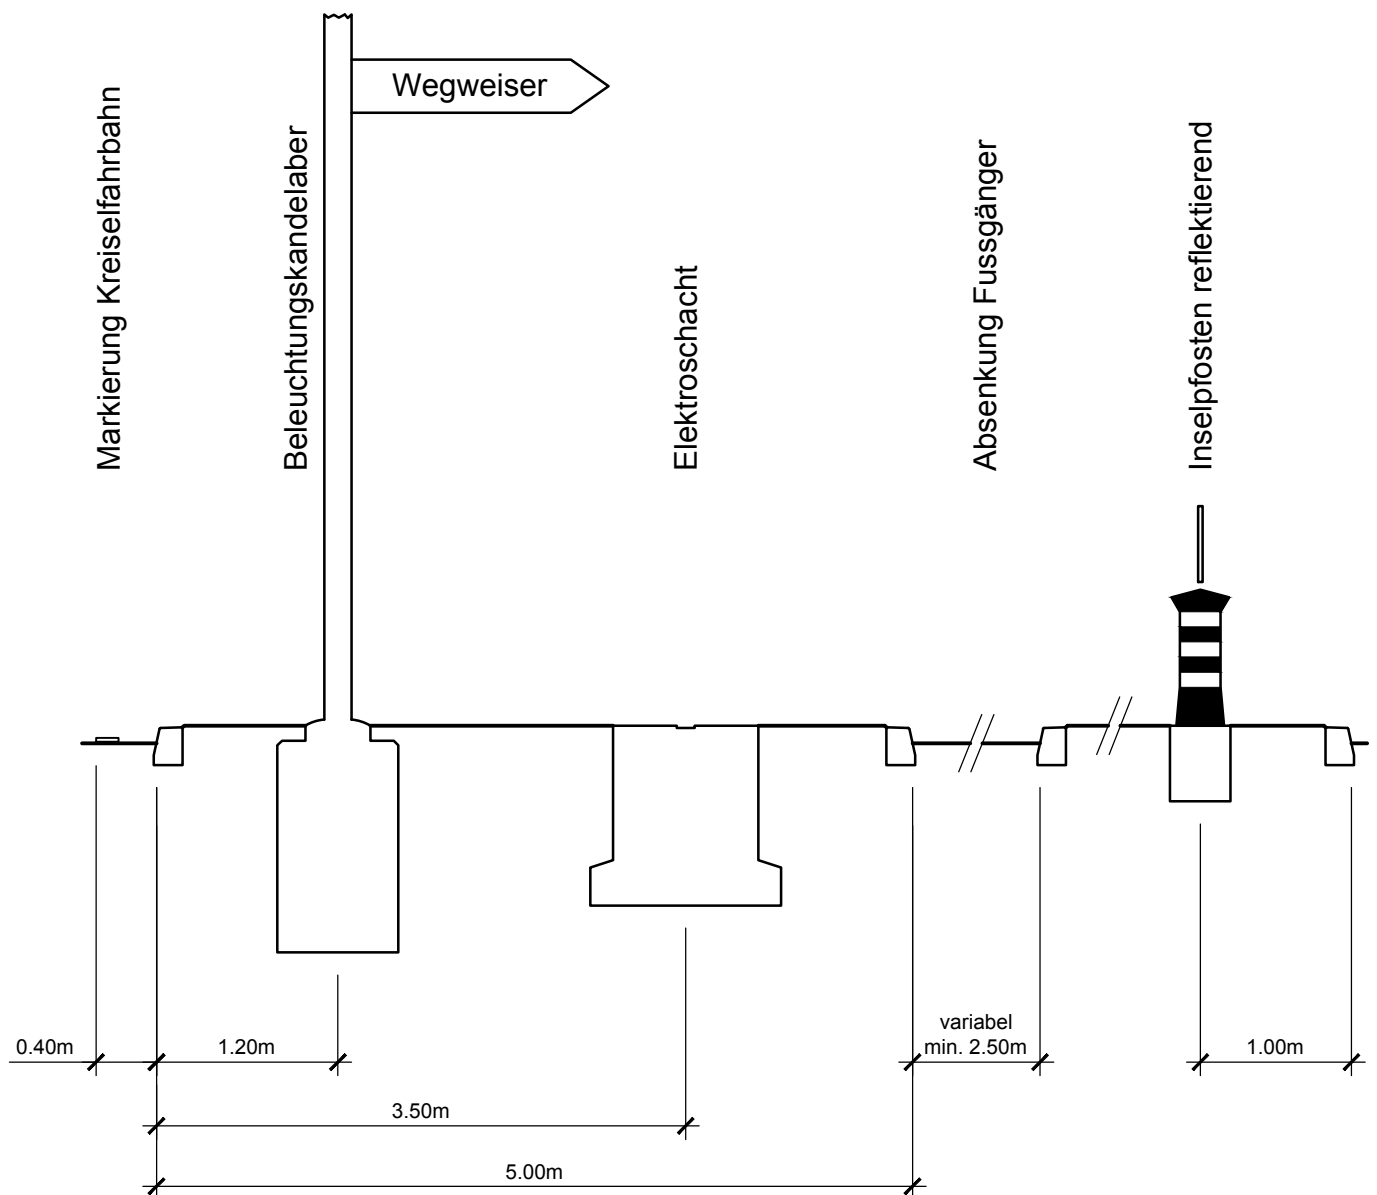 Wegweiser
Markierung Kreiselfahrbahn
Beleuchtungskandelaber
Elektroschacht
Absenkung Fussgänger
Inselpfosten reflektierend
0.40m
1.20m
variabel
min. 2.50m
1.00m
3.50m
5.00m